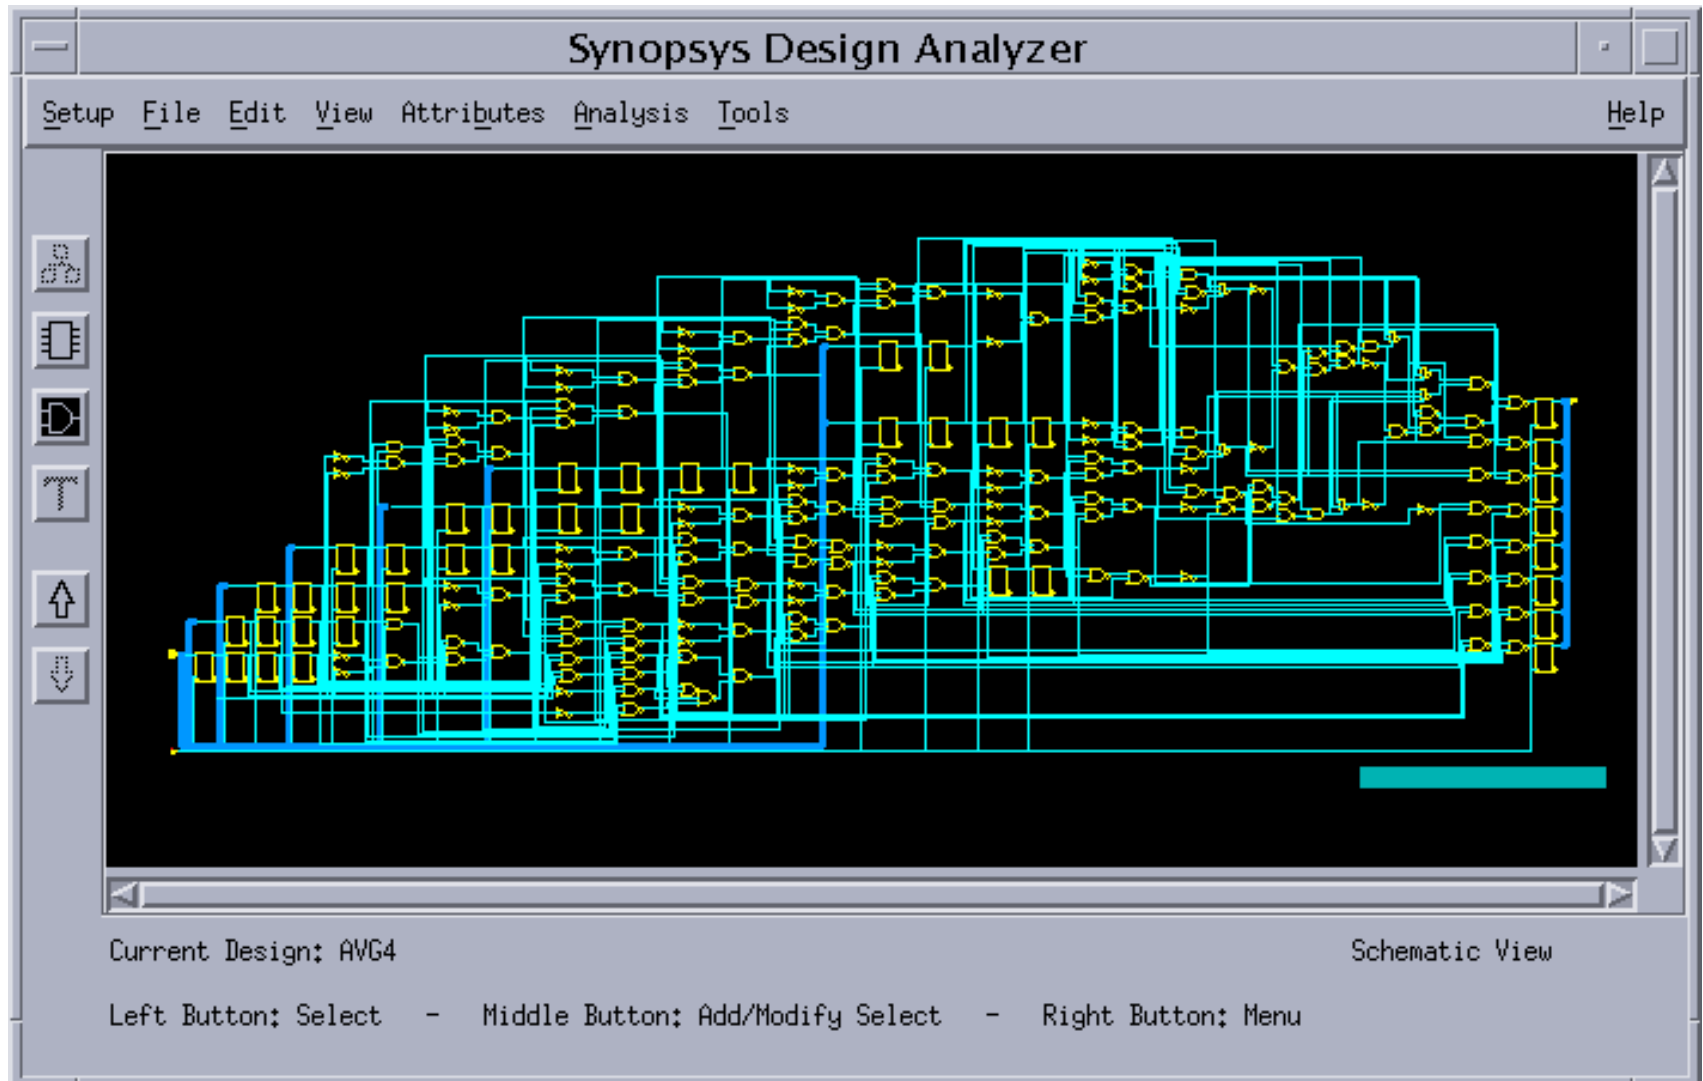 Synopsys Design Analyzer
Setup File Edit View Attributes Analysis Tools Help
Current Design: AVG4 Schematic View
Left Button: Select - Middle Button: Add/Modify Select - Right Button: Menu